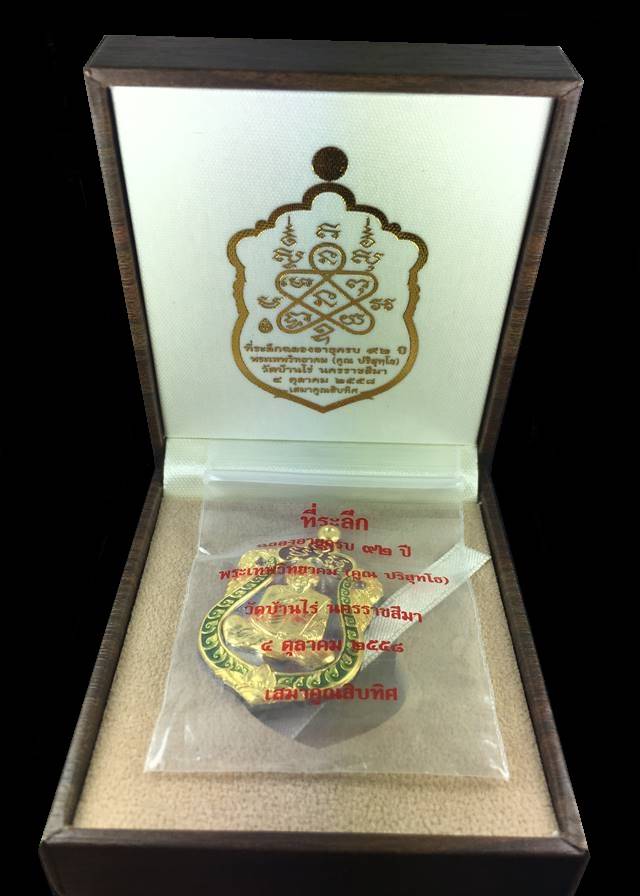 ที่ระลึกฉลองอายุครบ ๙๒ ปี
พระเทพวิทยาคม (คูณ ปริสุทฺโธ)
วัดบ้านไร่ นครราชสีมา
๔ ตุลาคม ๒๕๕๘
เสมาคูณสิบทิศ
ที่ระลึก
ฉลองอายุครบ ๙๒ ปี
พระเทพวิทยาคม (คูณ ปริสุทโธ)
วัดบ้านไร่ นครราชสีมา
๔ ตุลาคม ๒๕๕๘
เสมาคูณสิบทิศ